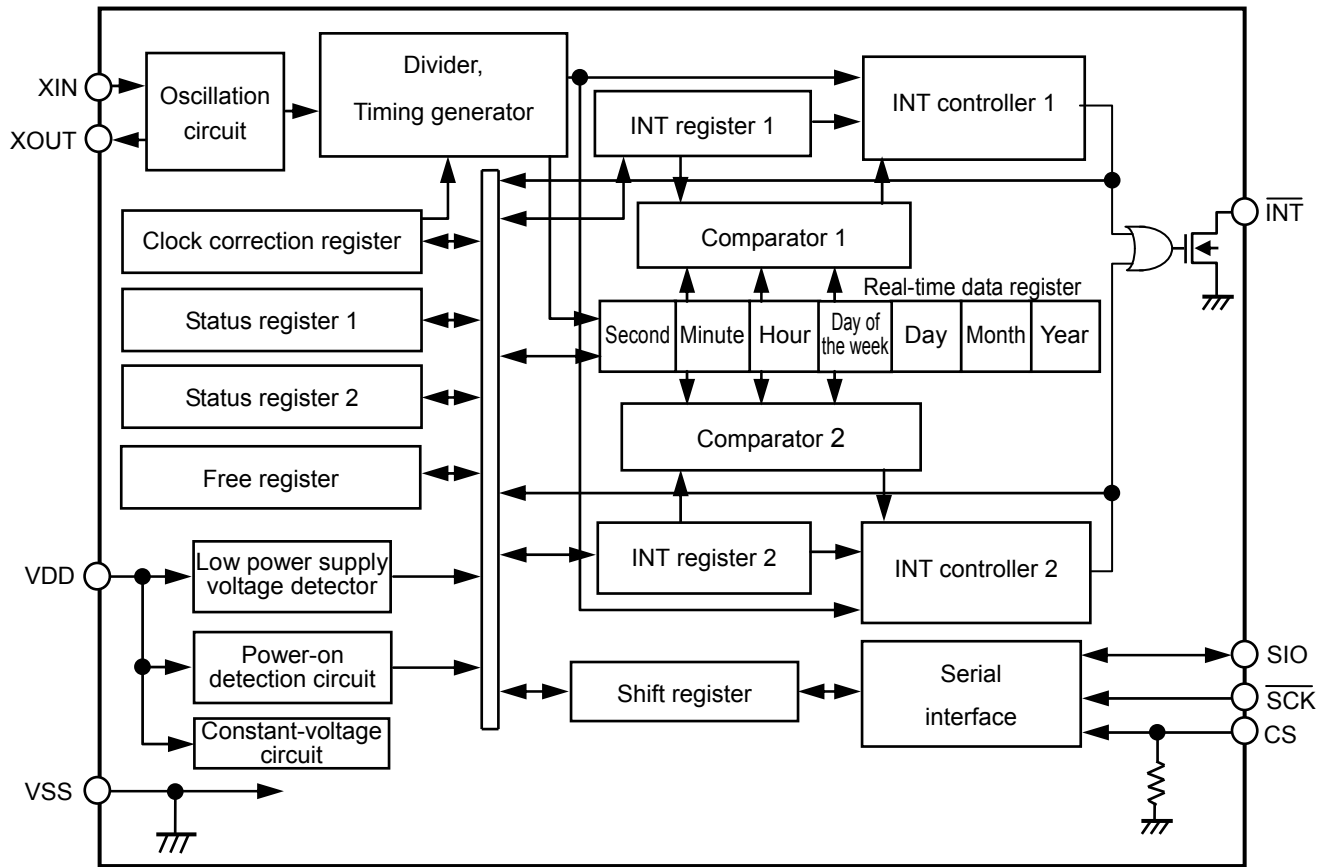 XIN
XOUT
Oscillation
circuit
Divider,
Timing generator
INT controller 1
INT register 1
INT
Clock correction register
Comparator 1
Real-time data register
Status register 1
Second
Minute
Hour
Day of
the week
Day
Month
Year
Status register 2
Comparator 2
Free register
VDD
Low power supply
voltage detector
INT register 2
INT controller 2
Power-on
detection circuit
Shift register
Serial
interface
SIO
SCK
CS
Constant-voltage
circuit
VSS